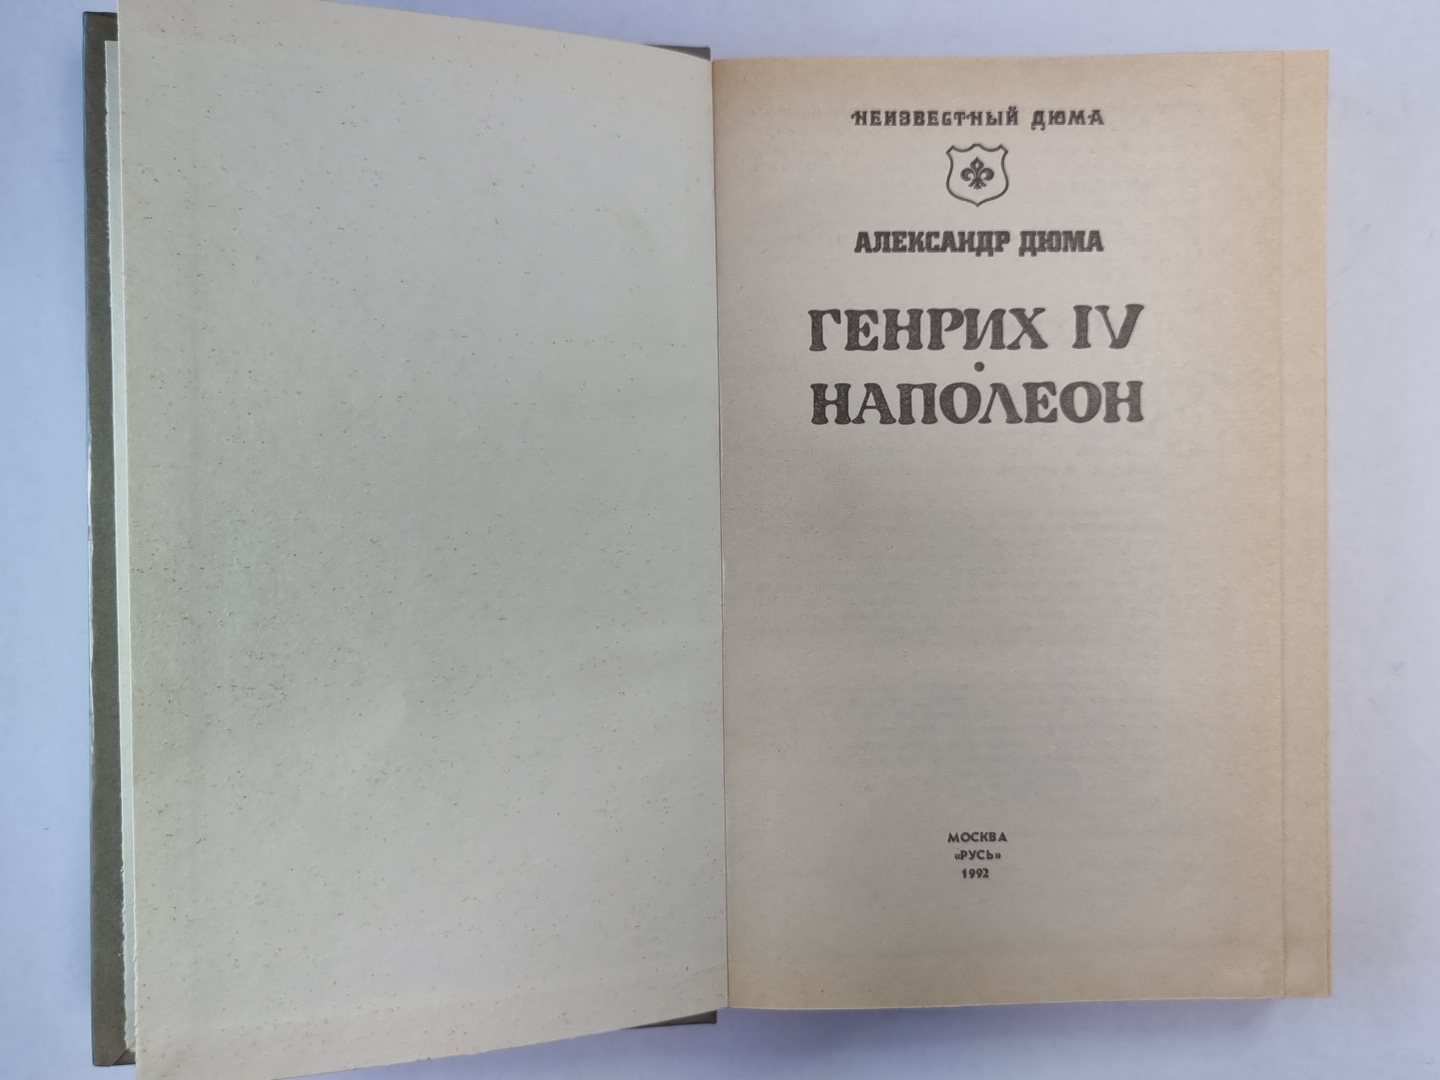 НЕИЗВЕСТНЫЙ ДЮМА
АЛЕКСАНДР ДЮМА
ГЕНРИХ IV
•
НАПОЛЕОН
МОСКВА
«РУСЬ»
1992